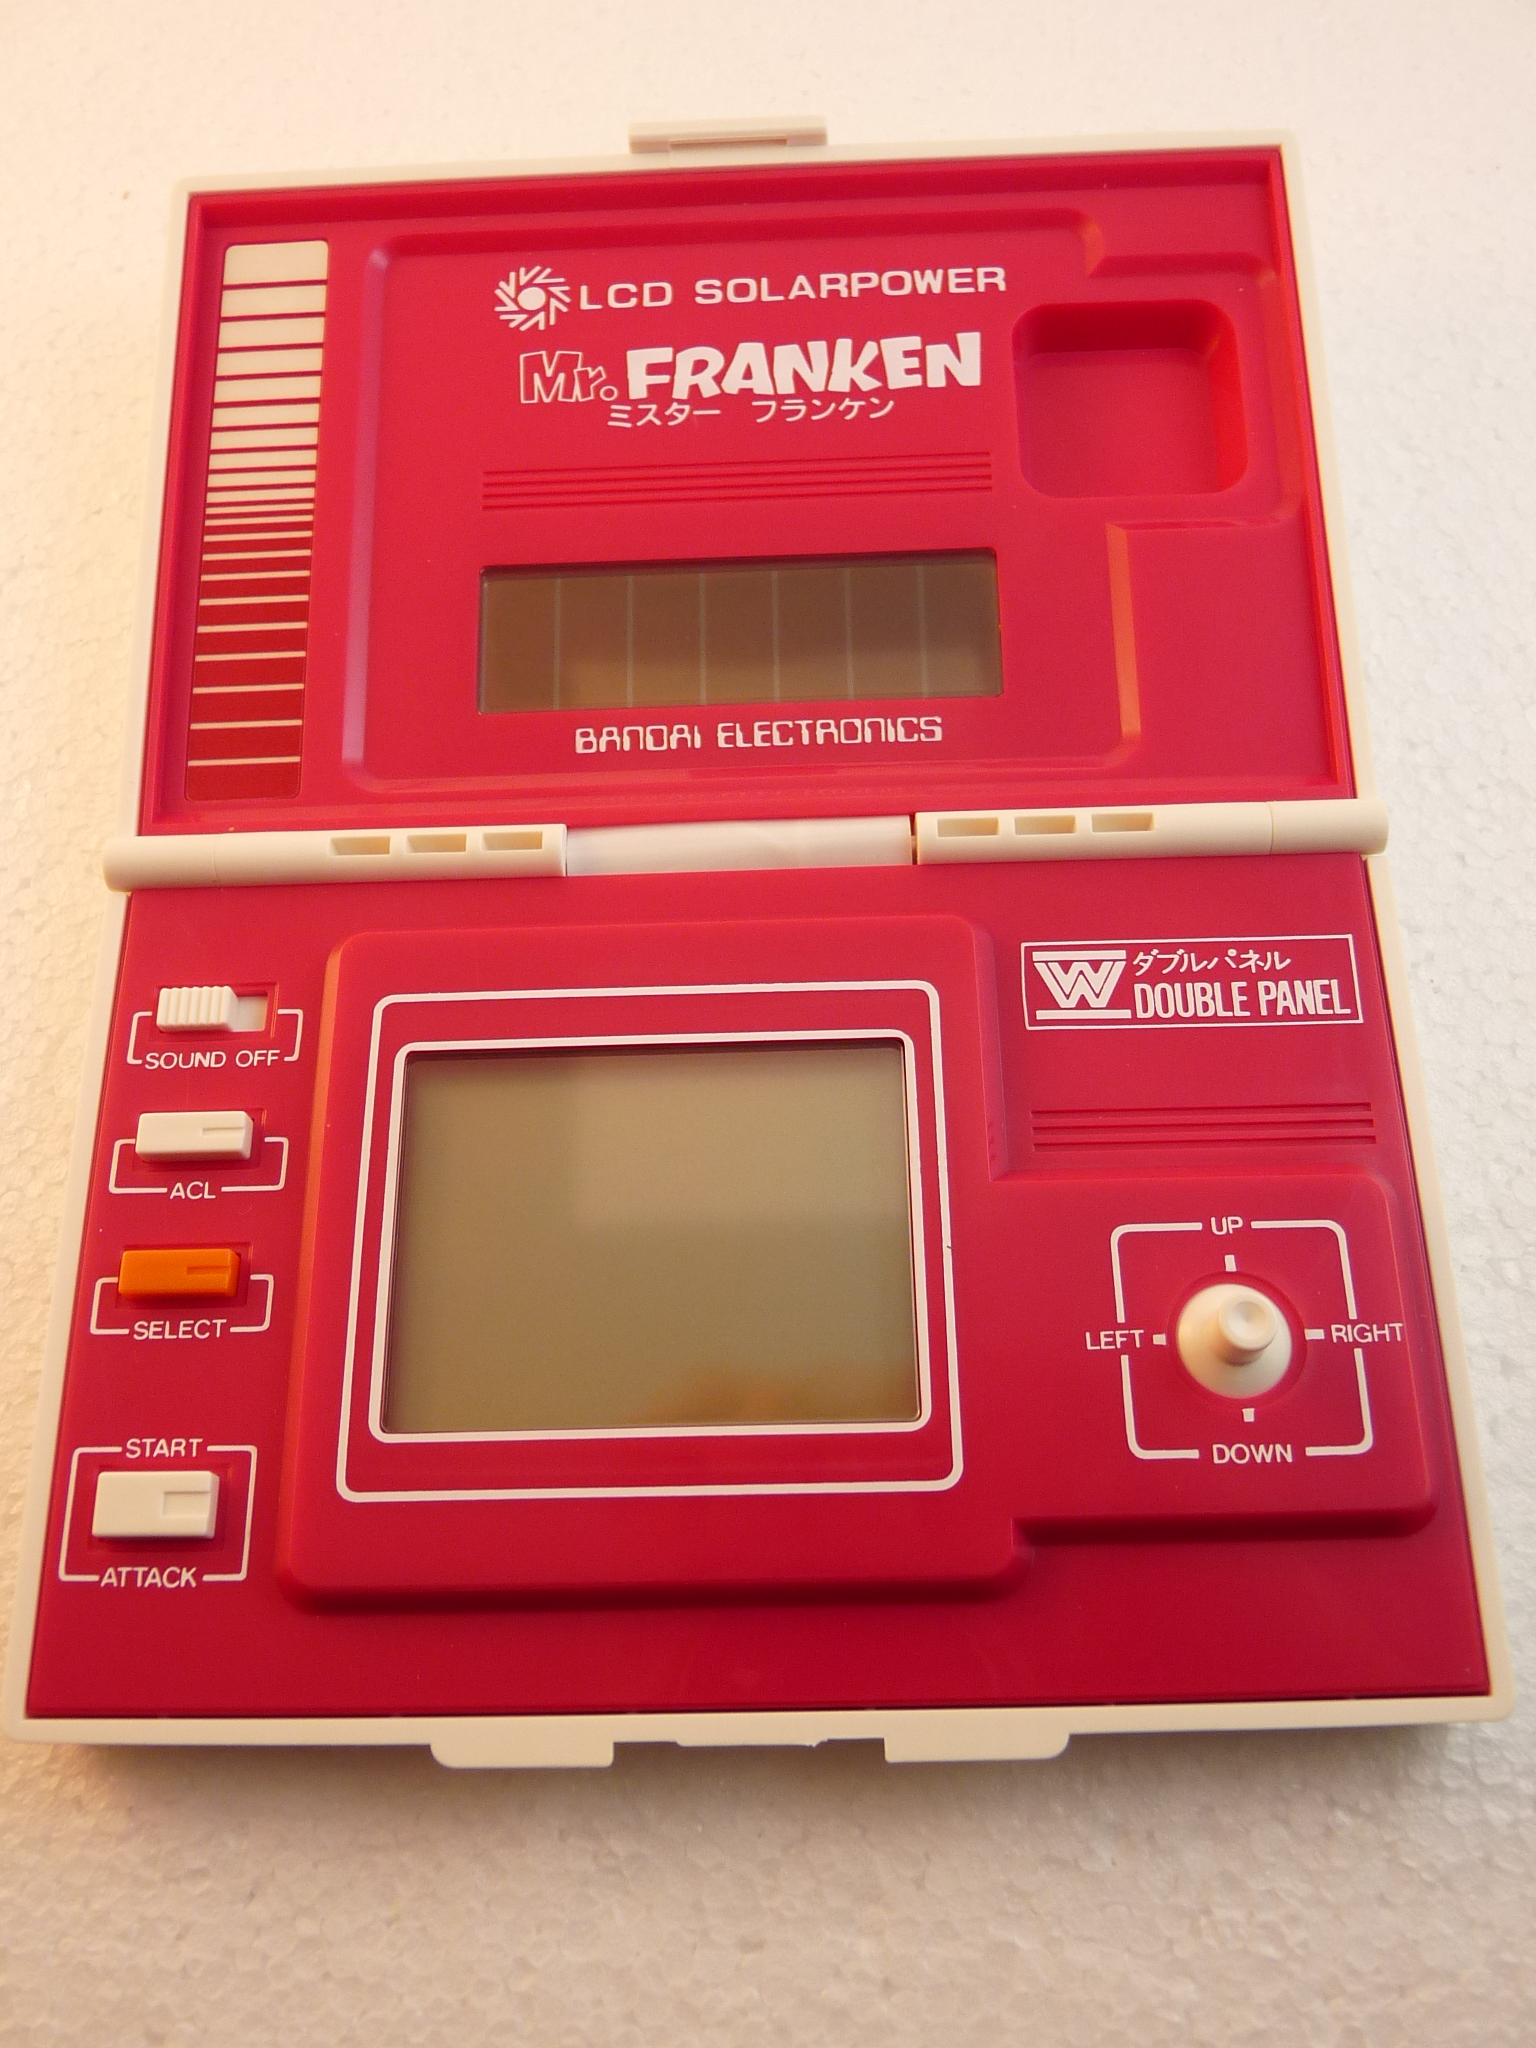 LCD SOLARPOWER
Mr. FRANKEN
ミスター フランケン
BANDAI ELECTRONICS
W ダブルパネル
DOUBLE PANEL
SOUND OFF
ACL
SELECT
START
ATTACK
UP
LEFT RIGHT
DOWN